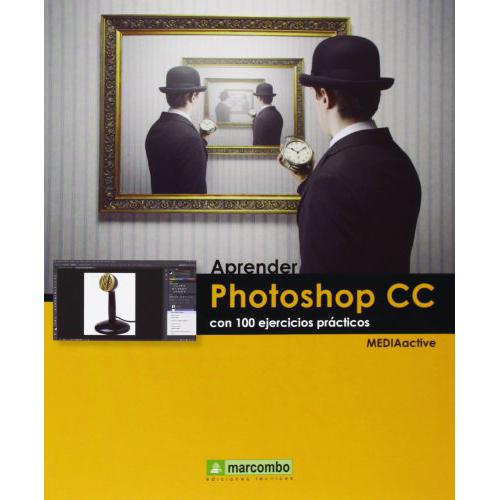 Aprender
Photoshop CC
con 100 ejercicios prácticos
MEDIAactive
marcombo
ediciones técnicas